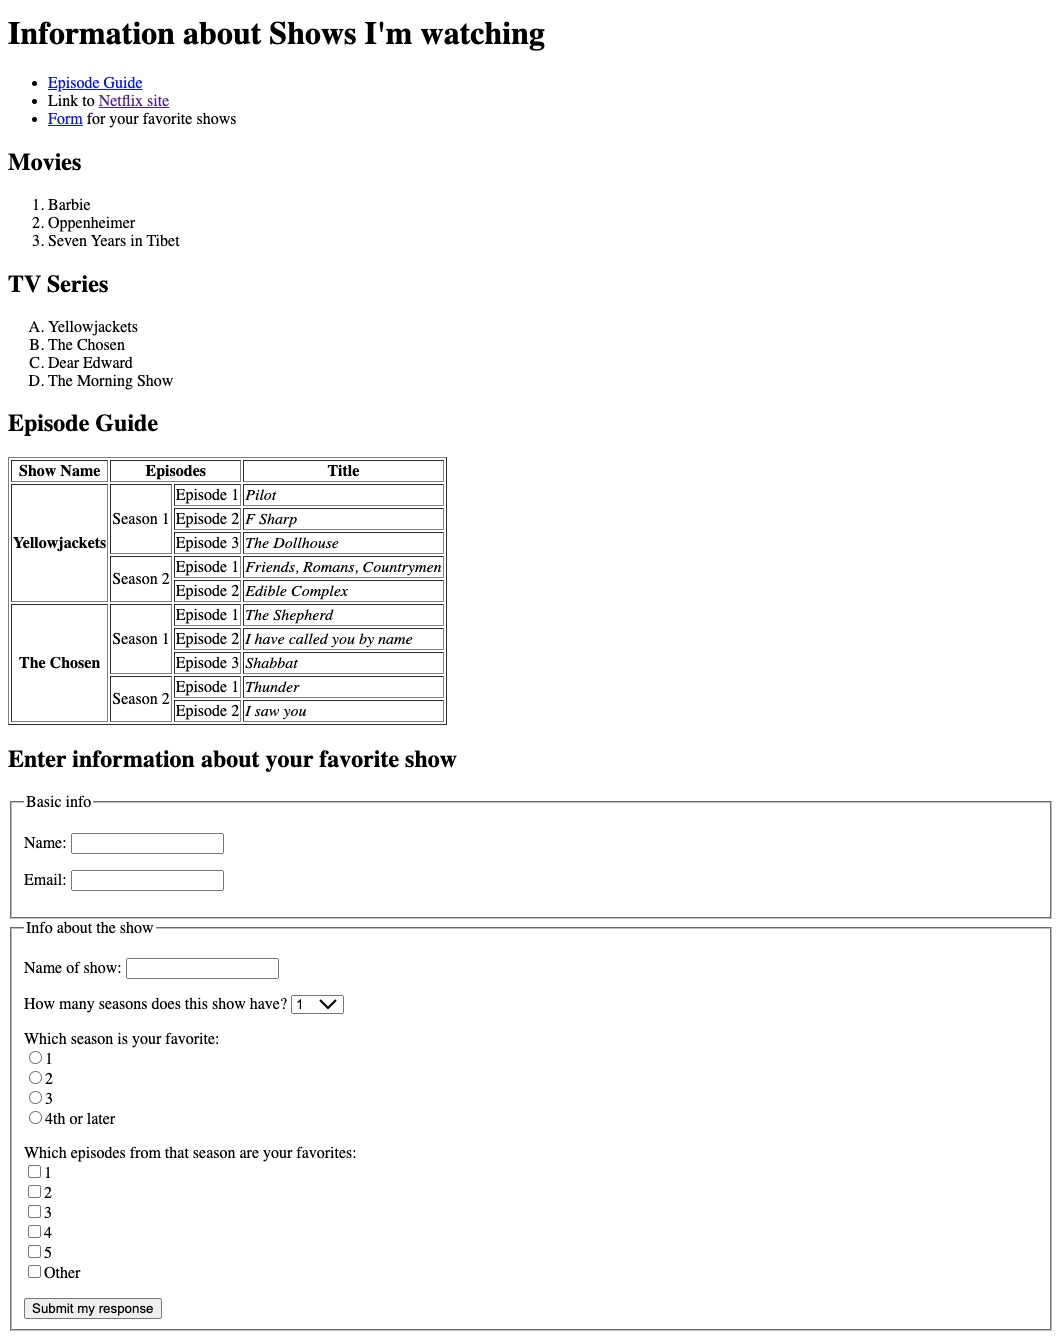 Information about Shows I'm watching
• Episode Guide
• Link to Netflix site
• Form for your favorite shows
Movies
1. Barbie
2. Oppenheimer
3. Seven Years in Tibet
TV Series
A. Yellowjackets
B. The Chosen
C. Dear Edward
D. The Morning Show
Episode Guide
Show Name Episodes Title
Yellowjackets Season 1 Episode 1 Pilot
Episode 2 F Sharp
Episode 3 The Dollhouse
Season 2 Episode 1 Friends, Romans, Countrymen
Episode 2 Edible Complex
The Chosen Season 1 Episode 1 The Shepherd
Episode 2 I have called you by name
Episode 3 Shabbat
Season 2 Episode 1 Thunder
Episode 2 I saw you
Enter information about your favorite show
Basic info
Name:
Email:
Info about the show
Name of show:
How many seasons does this show have? 1
Which season is your favorite:
1
2
3
4th or later
Which episodes from that season are your favorites:
1
2
3
4
5
Other
Submit my response